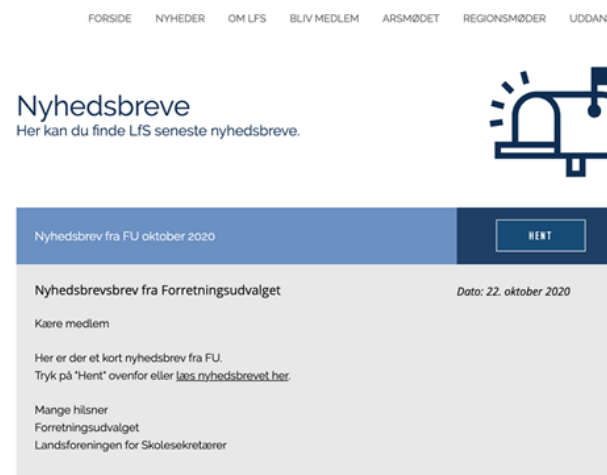 FORSIDE NYHEDER OM LFS BLIV MEDLEM ARSMØDET REGIONSMØDER UDDAN
Nyhedsbreve
Her kan du finde LfS seneste nyhedsbreve.
Nyhedsbrev fra FU oktober 2020 HENT
Nyhedsbrevsbrev fra Forretningsudvalget Dato: 22. oktober 2020
Kære medlem
Her er der et kort nyhedsbrev fra FU.
Tryk på "Hent" ovenfor eller læs nyhedsbrevet her.
Mange hilsner
Forretningsudvalget
Landsforeningen for Skolesekretærer